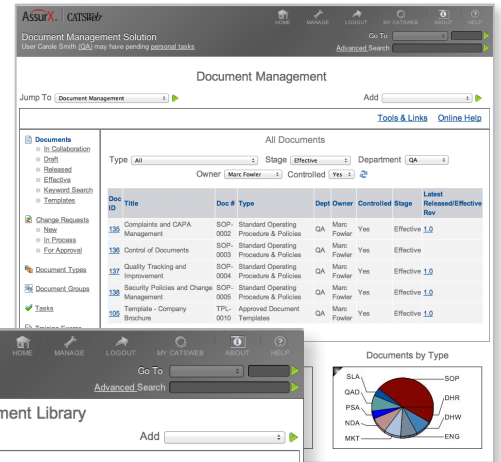 AssurX. | CATSWeb
HOME MANAGE LOGOUT MY CATSWEB ABOUT HELP
Document Management Solution
User Carole Smith (QA) may have pending personal tasks
Go To
Advanced Search
Document Management
Jump To Document Management
Add
Tools & Links Online Help
Documents
In Collaboration
Draft
Released
Effective
Keyword Search
Templates
Change Requests
New
In Process
For Approval
Document Types
Document Groups
Tasks
Training Exams
All Documents
Type All Stage Effective Department QA
Owner Marc Fowler Controlled Yes
Doc ID Title Doc # Type Dept Owner Controlled Stage Latest Released/Effective Rev
135 Complaints and CAPA Management SOP-0002 Standard Operating Procedure & Policies QA Marc Fowler Yes Effective 1.0
136 Control of Documents SOP-0003 Standard Operating Procedure & Policies QA Marc Fowler Yes Effective
137 Quality Tracking and Improvement SOP-0004 Standard Operating Procedure & Policies QA Marc Fowler Yes Effective 1.0
138 Security Policies and Change Management SOP-0005 Standard Operating Procedure & Policies QA Marc Fowler Yes Effective 1.0
105 Template - Company Brochure TPL-0010 Approved Document Templates QA Marc Fowler Yes Effective 1.0
HOME MANAGE LOGOUT MY CATSWEB ABOUT HELP
Go To
Advanced Search
ment Library
Add
Documents by Type
SLA
QAD
PSA
NDA
MKT
SOP
DHR
DHW
ENG